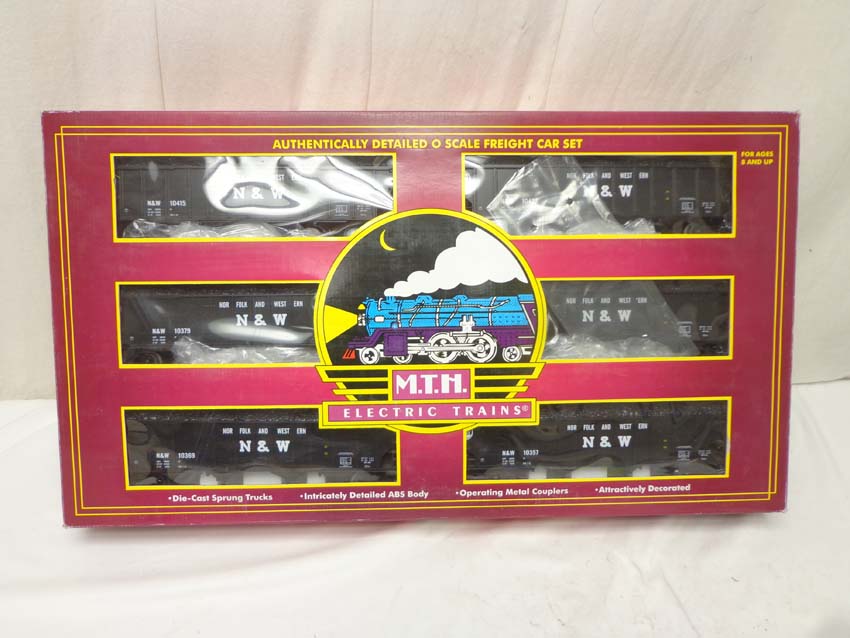 AUTHENTICALLY DETAILED O SCALE FREIGHT CAR SET
FOR AGES
8 AND UP
N&W 10415
N & W
NOR FOLK AND WEST ERN
N & W
NOR FOLK AND WEST ERN
N&W 10379
N & W
FOLK AND WEST ERN
N & W
M.T.H.
ELECTRIC TRAINS®
NOR FOLK AND WEST ERN
N&W 10369
N & W
NOR FOLK AND WEST ERN
N&W 10357
N & W
•Die-Cast Sprung Trucks •Intricately Detailed ABS Body •Operating Metal Couplers •Attractively Decorated